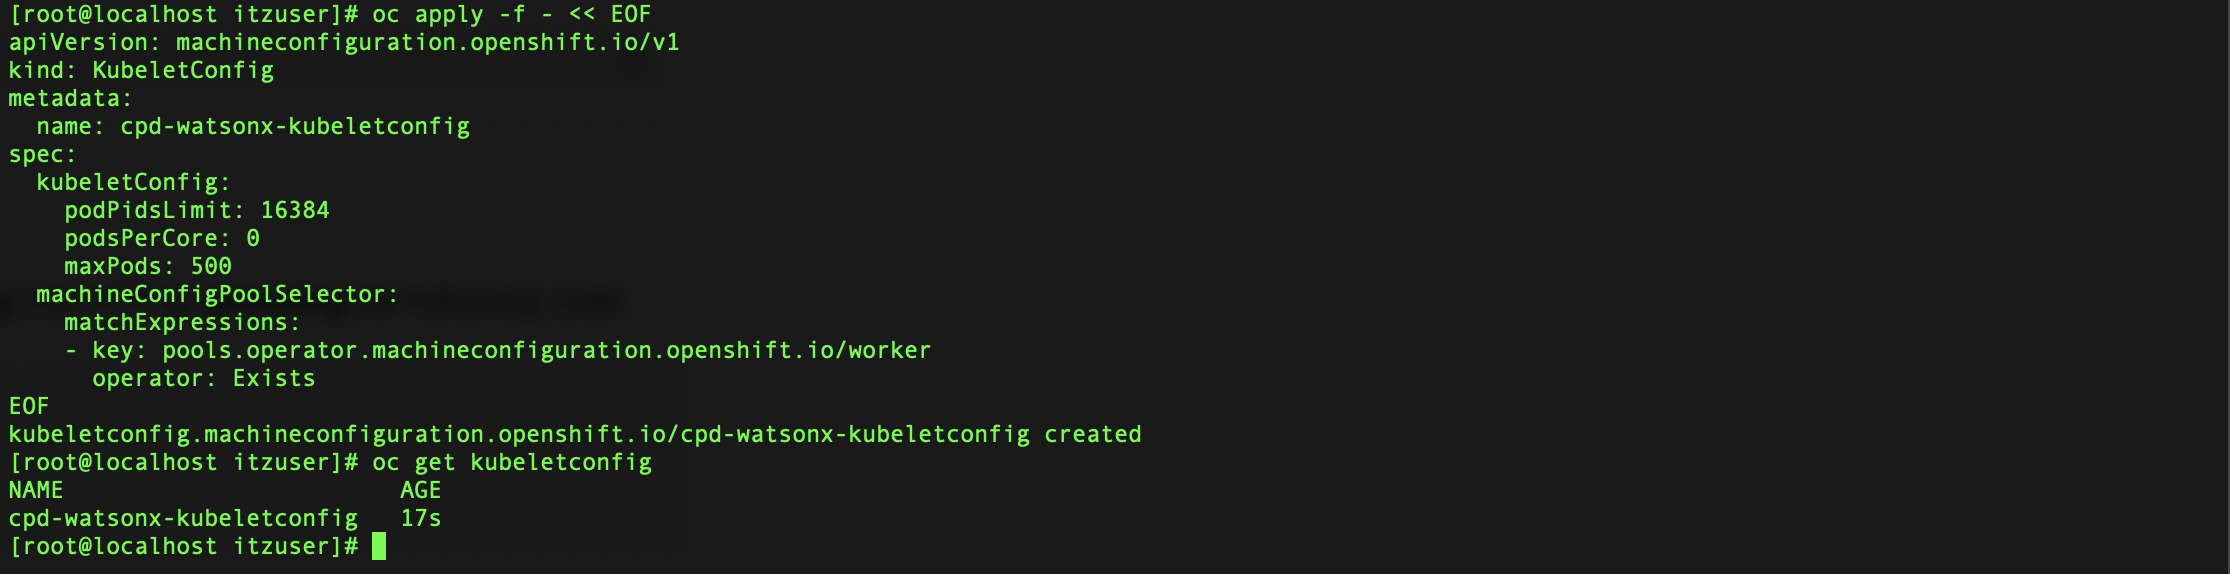 [root@localhost itzuser]# oc apply -f - << EOF
apiVersion: machineconfiguration.openshift.io/v1
kind: KubeletConfig
metadata:
  name: cpd-watsonx-kubeletconfig
spec:
  kubeletConfig:
    podPidsLimit: 16384
    podsPerCore: 0
    maxPods: 500
  machineConfigPoolSelector:
    matchExpressions:
    - key: pools.operator.machineconfiguration.openshift.io/worker
      operator: Exists
EOF
kubeletconfig.machineconfiguration.openshift.io/cpd-watsonx-kubeletconfig created
[root@localhost itzuser]# oc get kubeletconfig
NAME                        AGE
cpd-watsonx-kubeletconfig   17s
[root@localhost itzuser]#